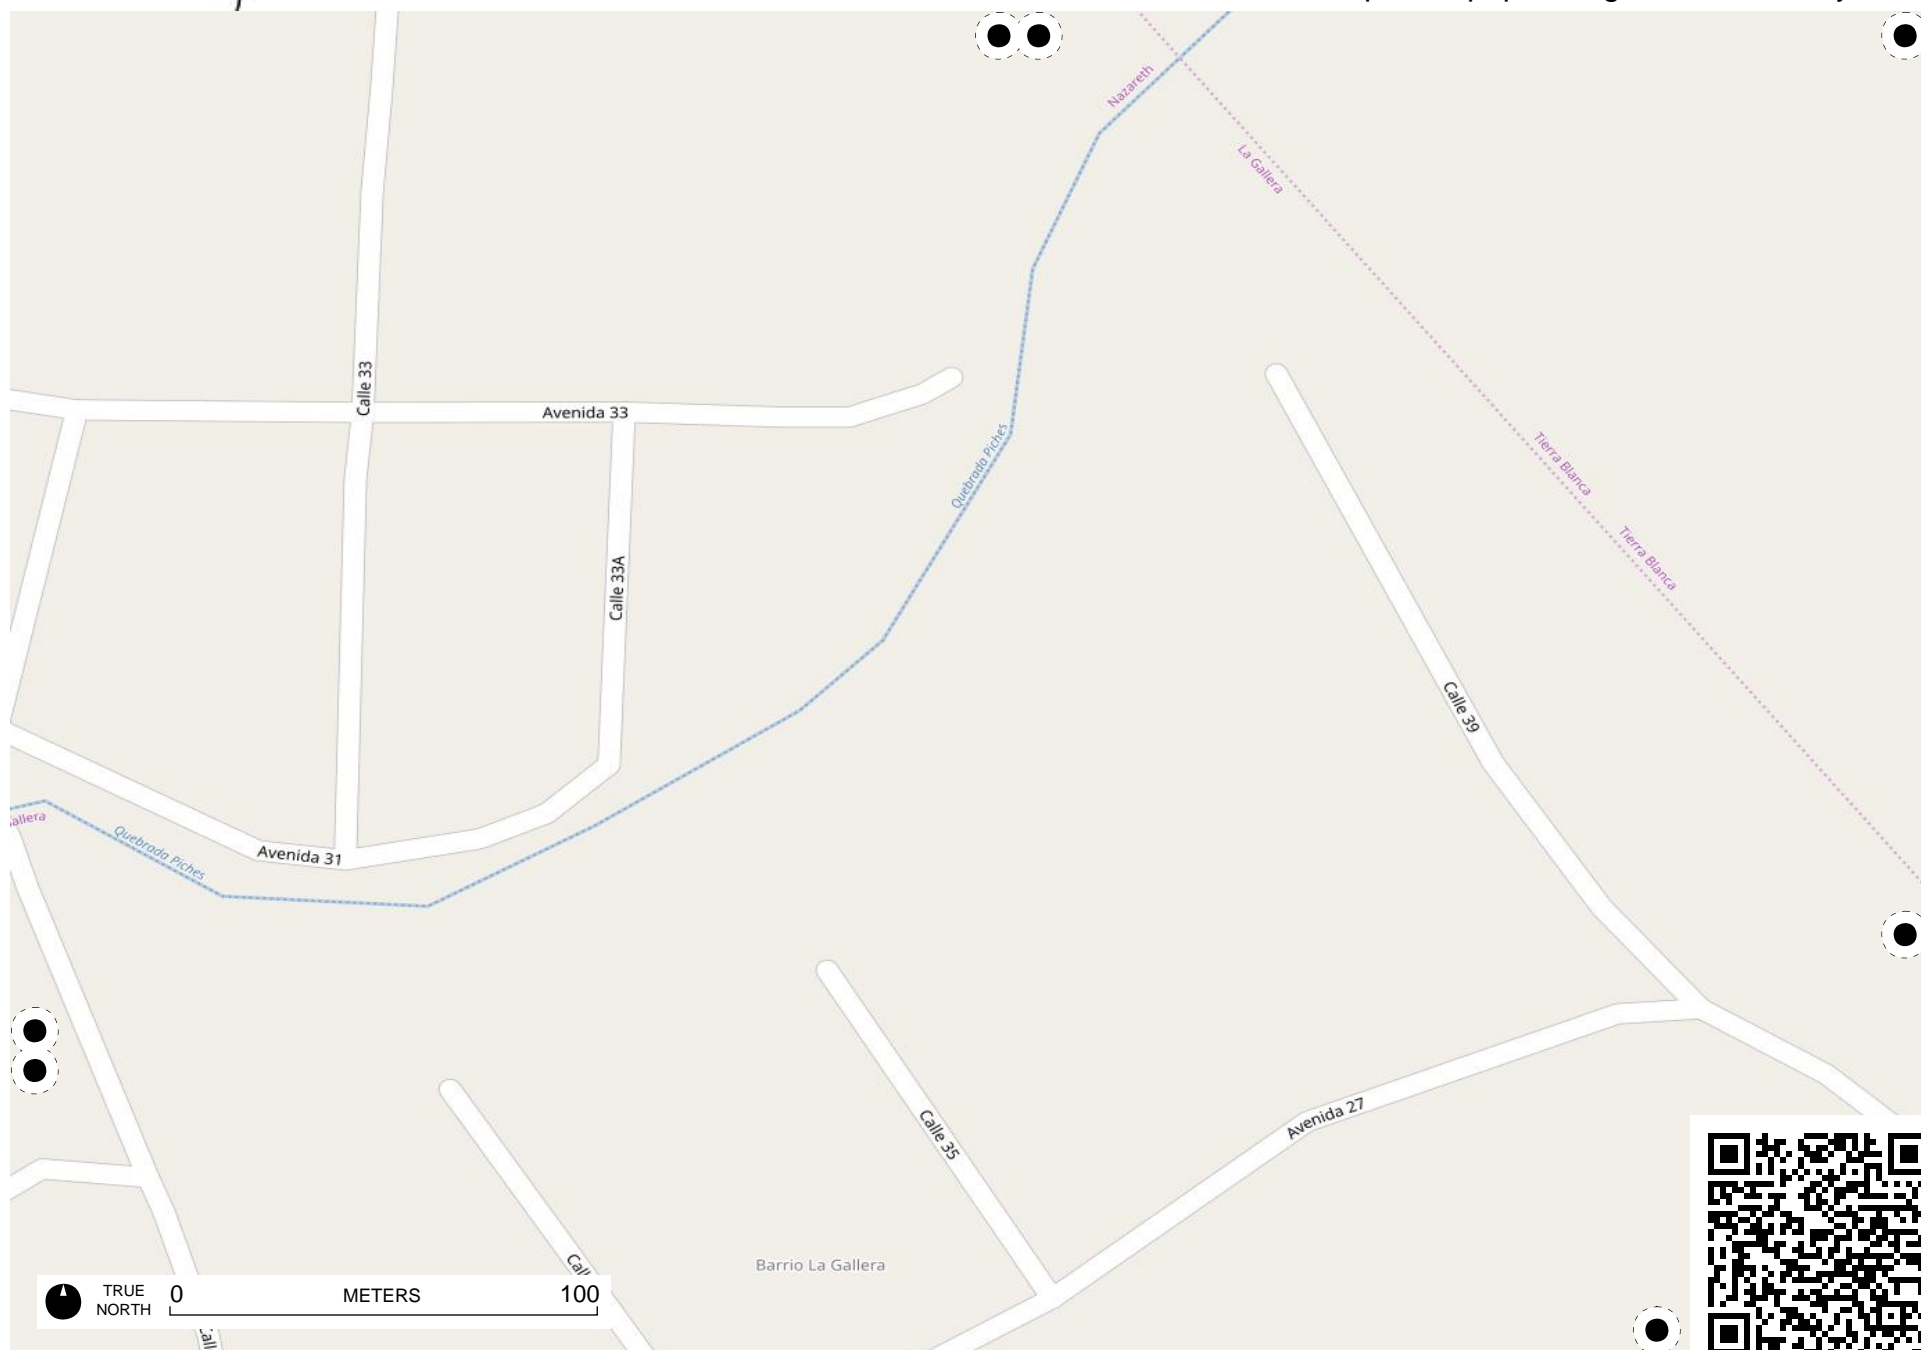 Nazareth
La Gallera
Calle 33
Avenida 33
Quebrada Piches
Tierra Blanca
Tierra Blanca
Calle 33A
Calle 39
allera
Quebrada Piches
Avenida 31
Calle 35
Avenida 27
Barrio La Gallera
TRUE
NORTH
0 METERS 100